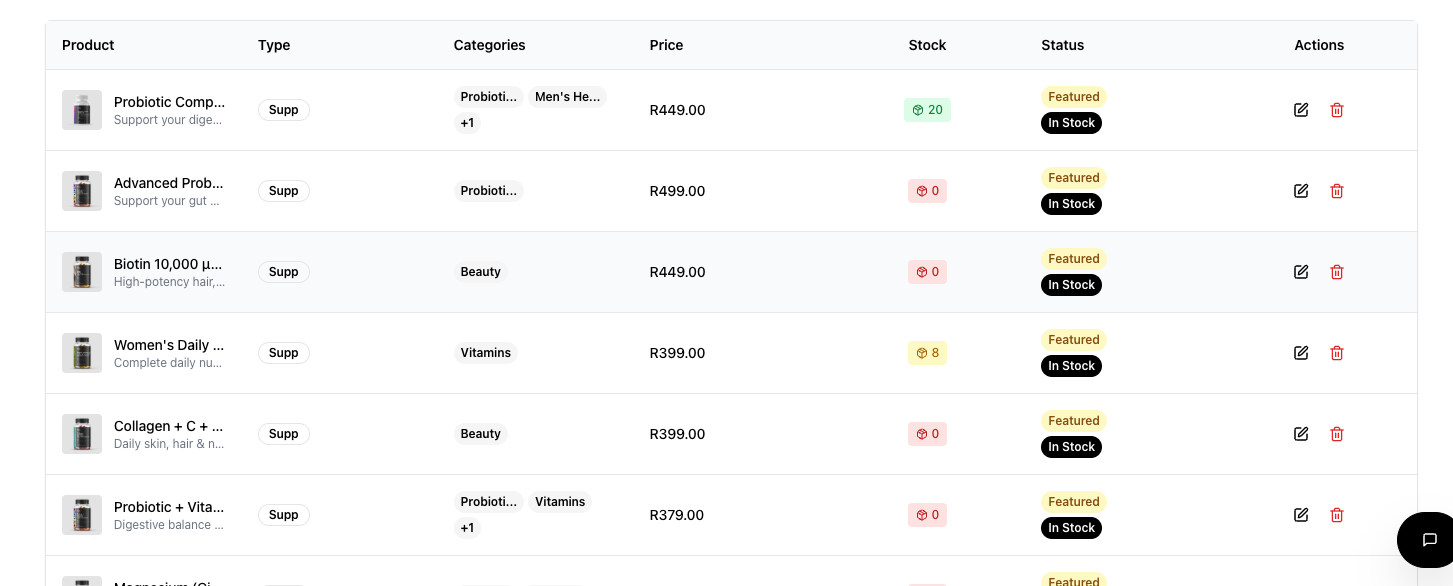 Product Type Categories Price Stock Status Actions
Probiotic Comp...
Support your dige...
Supp
Probioti... Men's He...
+1
R449.00
20
Featured
In Stock
Advanced Prob...
Support your gut ...
Supp
Probioti...
R499.00
0
Featured
In Stock
Biotin 10,000 µ...
High-potency hair,...
Supp
Beauty
R449.00
0
Featured
In Stock
Women's Daily ...
Complete daily nu...
Supp
Vitamins
R399.00
8
Featured
In Stock
Collagen + C + ...
Daily skin, hair & n...
Supp
Beauty
R399.00
0
Featured
In Stock
Probiotic + Vita...
Digestive balance ...
Supp
Probioti... Vitamins
+1
R379.00
0
Featured
In Stock
Featured